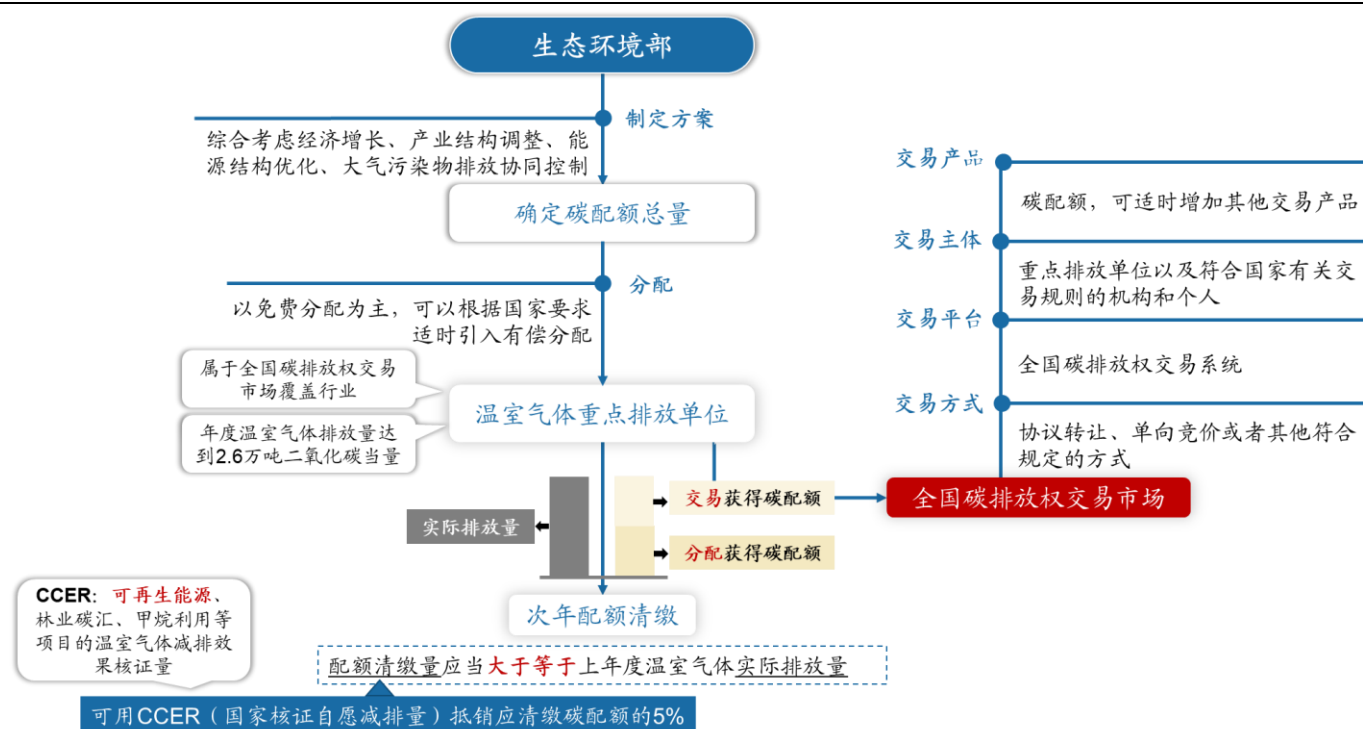 生态环境部
制定方案
综合考虑经济增长、产业结构调整、能
源结构优化、大气污染物排放协同控制
确定碳配额总量
分配
以免费分配为主，可以根据国家要求
适时引入有偿分配
属于全国碳排放权交易
市场覆盖行业
温室气体重点排放单位
年度温室气体排放量达
到2.6万吨二氧化碳当量
实际排放量
交易获得碳配额
分配获得碳配额
次年配额清缴
CCER：可再生能源、
林业碳汇、甲烷利用等
项目的温室气体减排效
果核证量
配额清缴量应当大于等于上年度温室气体实际排放量
可用CCER（国家核证自愿减排量）抵销应清缴碳配额的5%
交易产品
碳配额，可适时增加其他交易产品
交易主体
重点排放单位以及符合国家有关交
易规则的机构和个人
交易平台
全国碳排放权交易系统
交易方式
协议转让、单向竞价或者其他符合
规定的方式
全国碳排放权交易市场